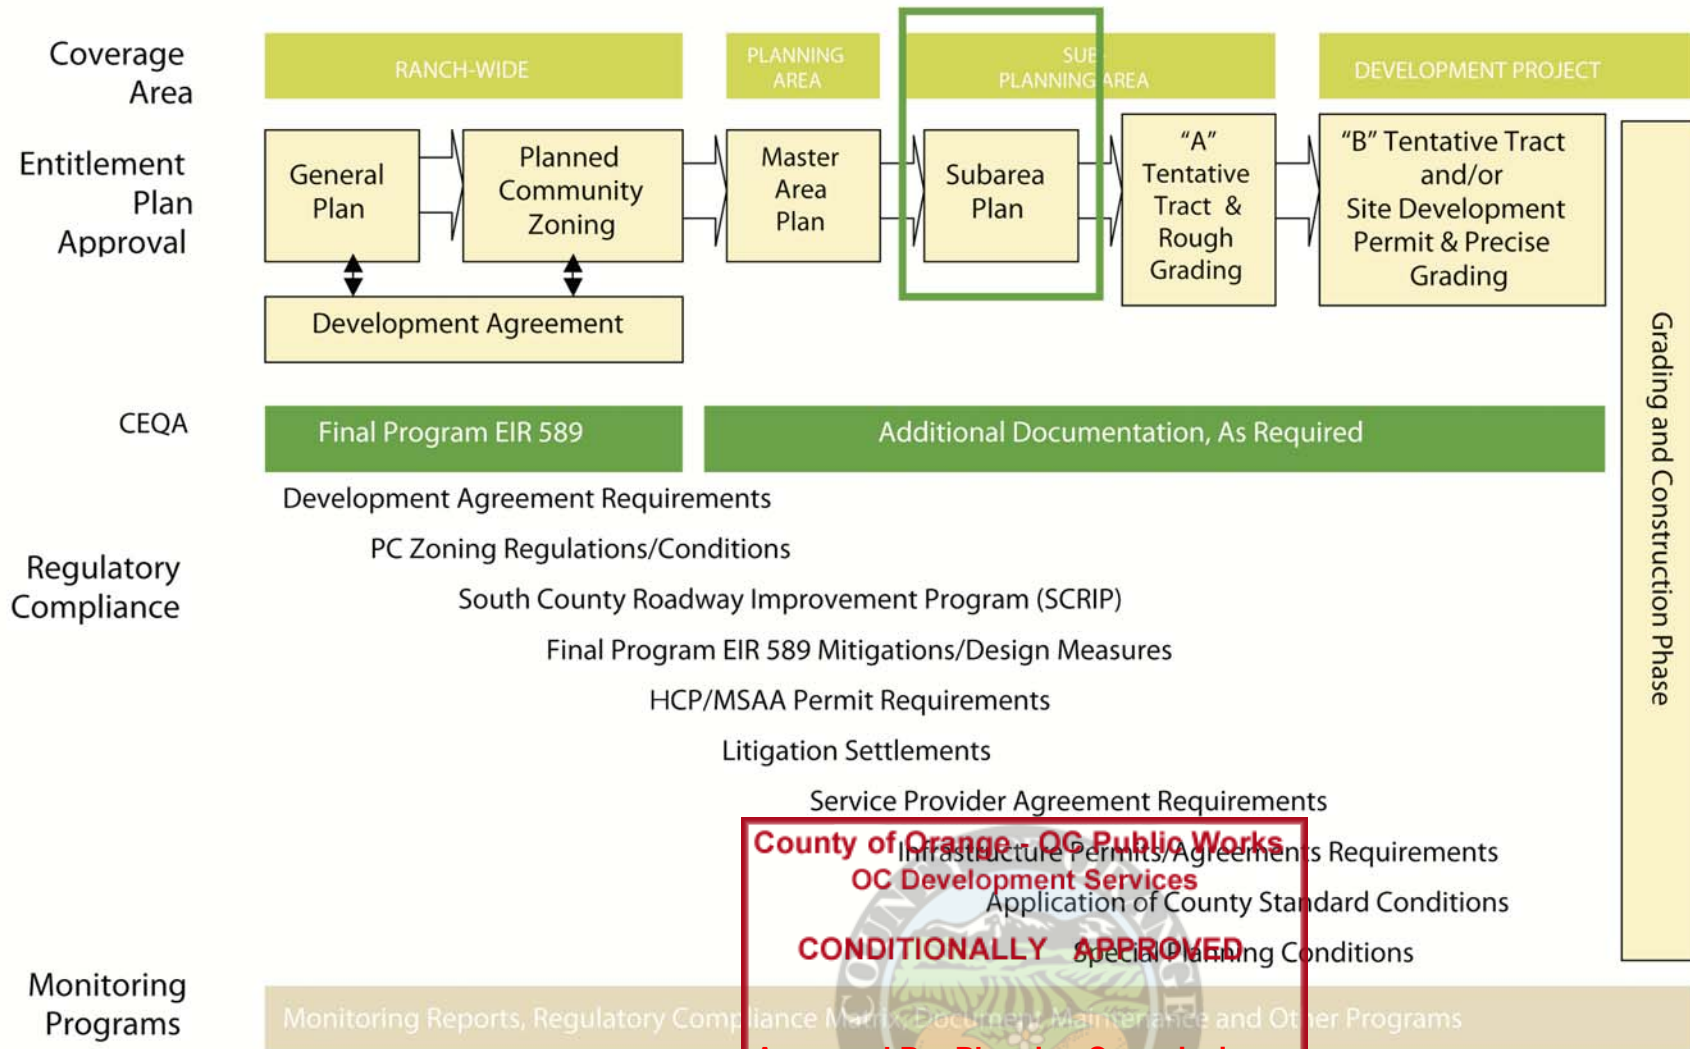 Coverage
Area
RANCH-WIDE
PLANNING
AREA
SUB-
PLANNING AREA
DEVELOPMENT PROJECT
Entitlement
Plan
Approval
General
Plan
Planned
Community
Zoning
Master
Area
Plan
Subarea
Plan
"A"
Tentative
Tract &
Rough
Grading
"B" Tentative Tract
and/or
Site Development
Permit & Precise
Grading
Development Agreement
Grading and Construction Phase
CEQA
Final Program EIR 589
Additional Documentation, As Required
Regulatory
Compliance
Development Agreement Requirements
PC Zoning Regulations/Conditions
South County Roadway Improvement Program (SCRIP)
Final Program EIR 589 Mitigations/Design Measures
HCP/MSAA Permit Requirements
Litigation Settlements
Service Provider Agreement Requirements
Infrastructure Permits/Agreements Requirements
Application of County Standard Conditions
Special Planning Conditions
County of Orange - OC Public Works
OC Development Services
CONDITIONALLY APPROVED
COUNTY ORANGE
Monitoring
Programs
Monitoring Reports, Regulatory Compliance Matrix, Document Maintenance and Other Programs